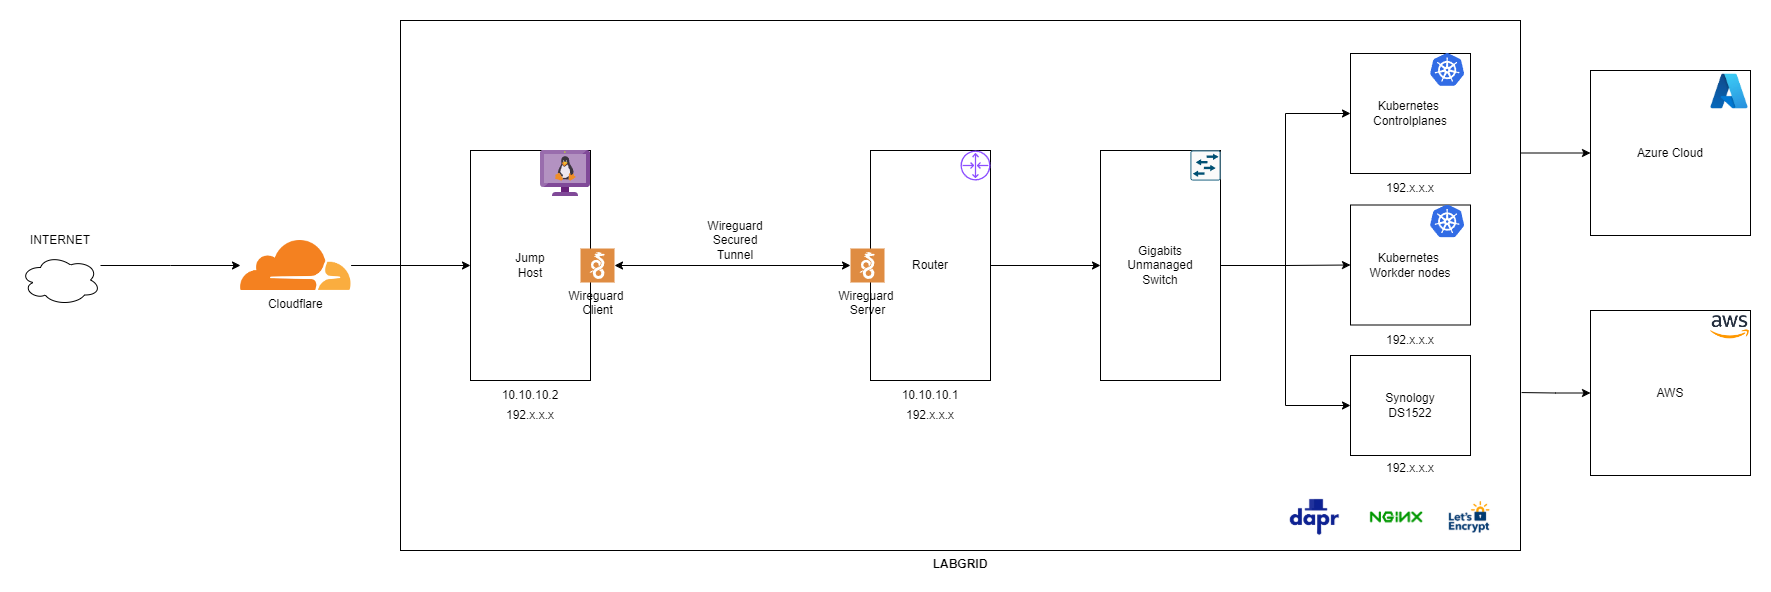 INTERNET
Cloudflare
Jump
Host
Wireguard
Client
10.10.10.2
192.x.x.x
Wireguard
Secured
Tunnel
Wireguard
Server
Router
10.10.10.1
192.x.x.x
Gigabits
Unmanaged
Switch
Kubernetes
Controlplanes
192.x.x.x
Kubernetes
Workder nodes
192.x.x.x
Synology
DS1522
192.x.x.x
dapr
NGINX
Let's
Encrypt
LABGRID
Azure Cloud
aws
AWS